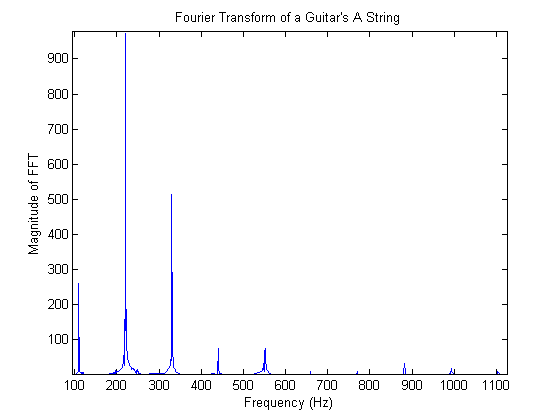 Fourier Transform of a Guitar's A String
900
800
700
600
500
400
300
200
100
Magnitude of FFT
100 200 300 400 500 600 700 800 900 1000 1100
Frequency (Hz)